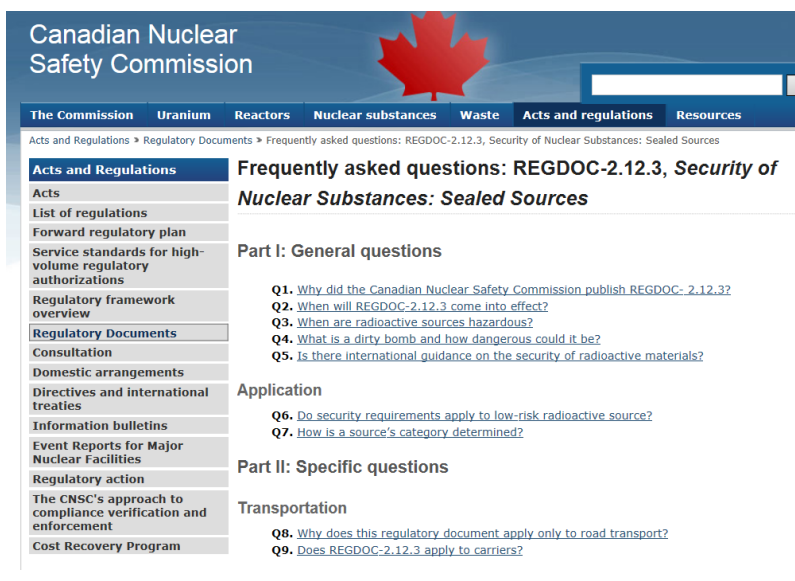 Canadian Nuclear
Safety Commission
The Commission Uranium Reactors Nuclear substances Waste Acts and regulations Resources
Acts and Regulations > Regulatory Documents > Frequently asked questions: REGDOC-2.12.3, Security of Nuclear Substances: Sealed Sources
Acts and Regulations
Acts
List of regulations
Forward regulatory plan
Service standards for high-
volume regulatory
authorizations
Regulatory framework
overview
Regulatory Documents
Consultation
Domestic arrangements
Directives and international
treaties
Information bulletins
Event Reports for Major
Nuclear Facilities
Regulatory action
The CNSC's approach to
compliance verification and
enforcement
Cost Recovery Program
Frequently asked questions: REGDOC-2.12.3, Security of
Nuclear Substances: Sealed Sources
Part I: General questions
Q1. Why did the Canadian Nuclear Safety Commission publish REGDOC- 2.12.3?
Q2. When will REGDOC-2.12.3 come into effect?
Q3. When are radioactive sources hazardous?
Q4. What is a dirty bomb and how dangerous could it be?
Q5. Is there international guidance on the security of radioactive materials?
Application
Q6. Do security requirements apply to low-risk radioactive source?
Q7. How is a source's category determined?
Part II: Specific questions
Transportation
Q8. Why does this regulatory document apply only to road transport?
Q9. Does REGDOC-2.12.3 apply to carriers?